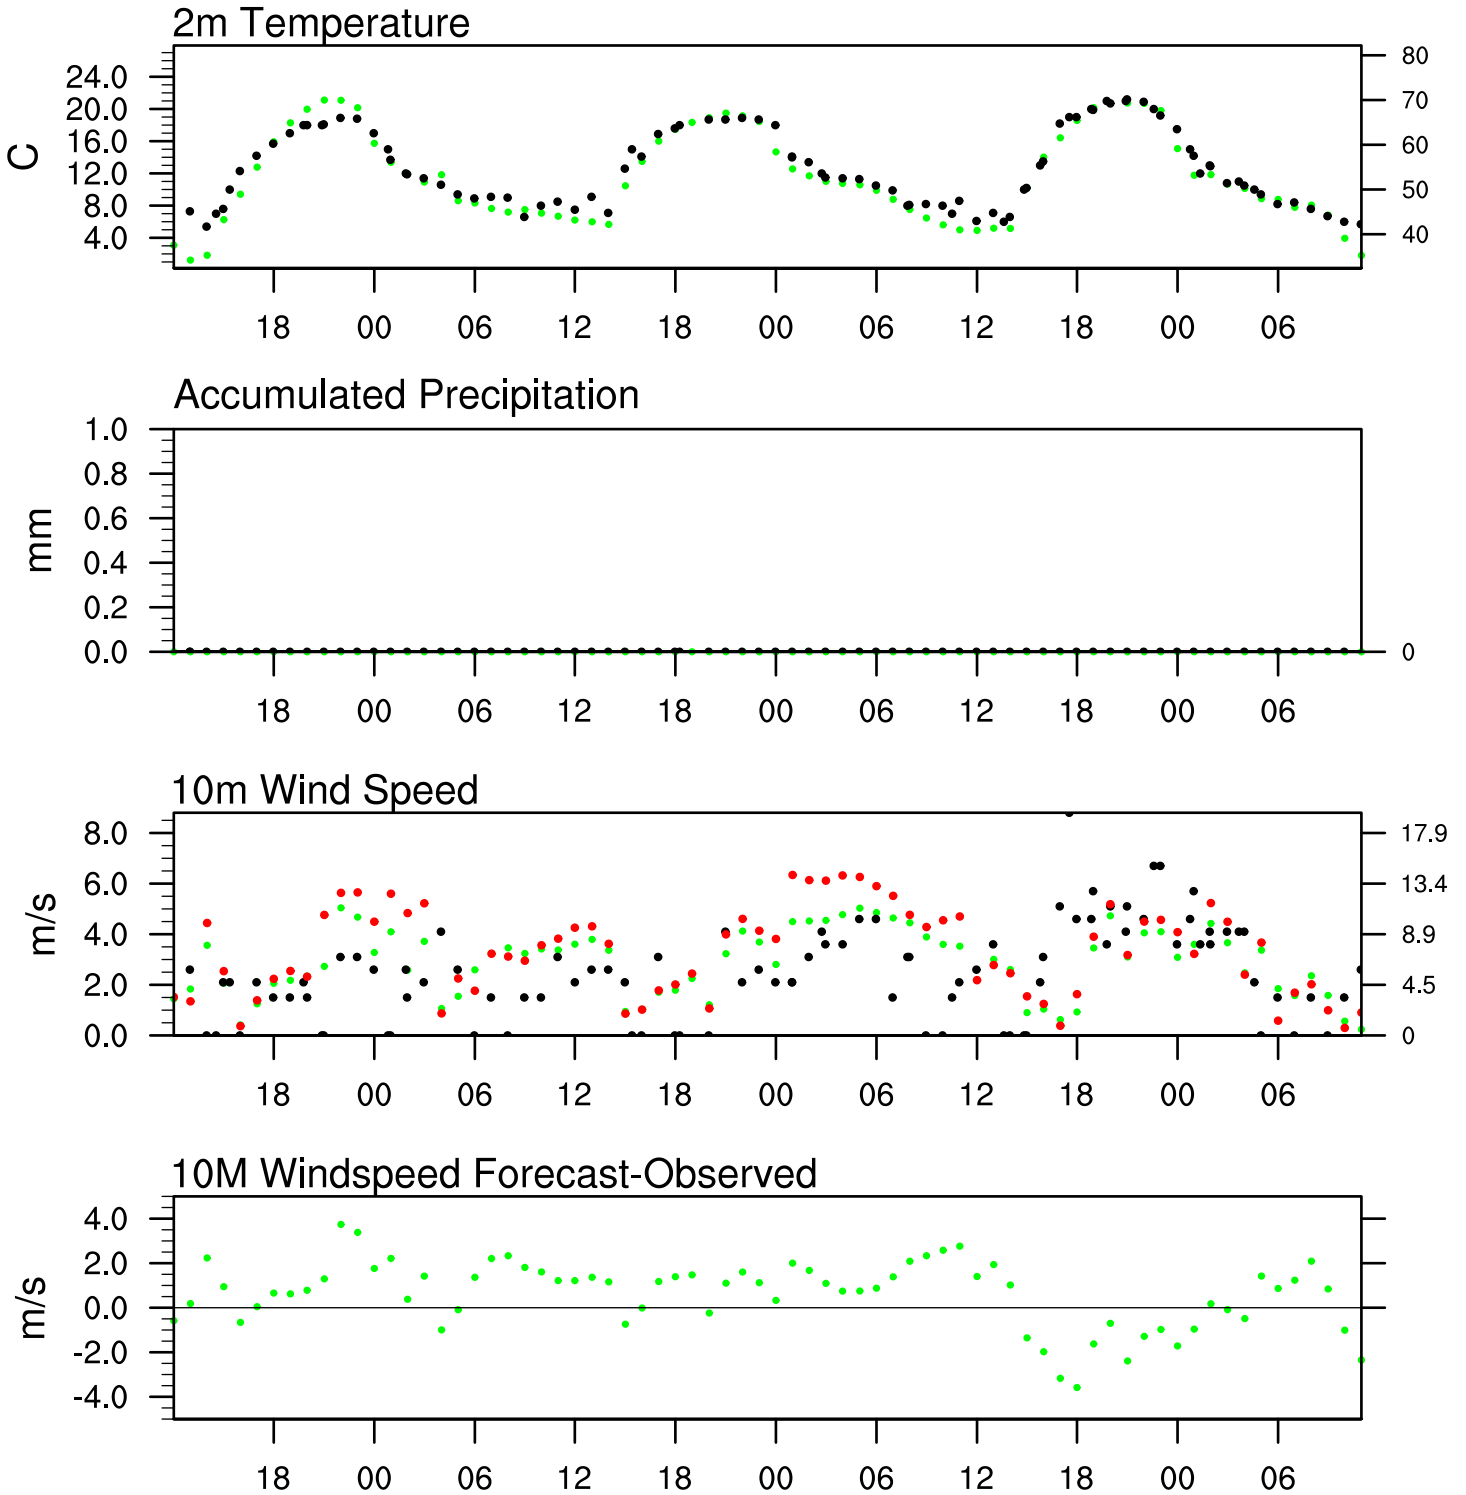 2m Temperature
C
24.0 80
20.0 70
16.0 60
12.0 50
8.0
4.0 40
18 00 06 12 18 00 06 12 18 00 06
Accumulated Precipitation
mm
1.0
0.8
0.6
0.4
0.2
0.0 0
18 00 06 12 18 00 06 12 18 00 06
10m Wind Speed
m/s
8.0 17.9
6.0 13.4
4.0 8.9
2.0 4.5
0.0 0
18 00 06 12 18 00 06 12 18 00 06
10M Windspeed Forecast-Observed
m/s
4.0
2.0
0.0
-2.0
-4.0
18 00 06 12 18 00 06 12 18 00 06